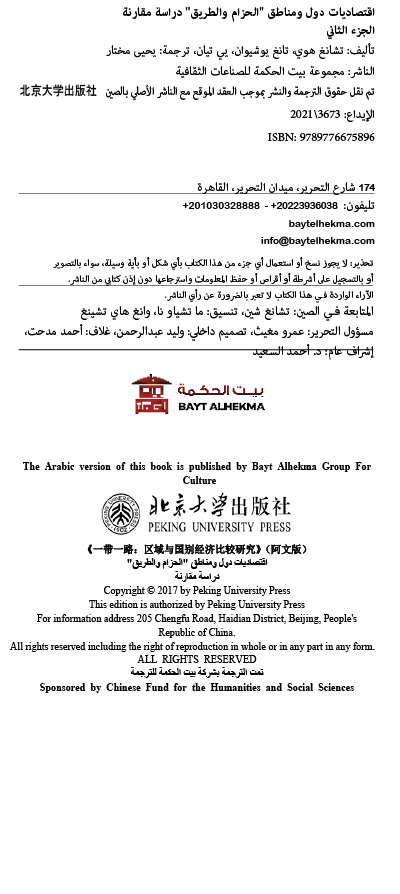 اقتصاديات دول ومناطق "الحزام والطريق" دراسة مقارنة
الجزء الثاني
تأليف: تشانغ هوي، تانغ يوشيوان، يي تيان، ترجمة: يحيى مختار
الناشر: مجموعة بيت الحكمة للصناعات الثقافية
تم نقل حقوق الترجمة والنشر بموجب العقد الموقع مع الناشر الأصلي بالصين 北京大学出版社
الإيداع: 3673\2021
ISBN: 9789776675896
174 شارع التحرير، ميدان التحرير، القاهرة
تليفون: 20223936038+ - 201030328888+
baytelhekma.com
info@baytelhekma.com
تحذير: لا يجوز نسخ أو استعمال أي جزء من هذا الكتاب بأي شكل أو بأية وسيلة، سواء بالتصوير
أو بالتسجيل على أشرطة أو أقراص أو حفظ المعلومات واسترجاعها دون إذن كتابي من الناشر.
الآراء الواردة في هذا الكتاب لا تعبر بالضرورة عن رأي الناشر.
المتابعة في الصين: تشانغ شين، تنسيق: ما تشياو نا، وانغ هاي تشينغ
مسؤول التحرير: عمرو مغيث، تصميم داخلي: وليد عبدالرحمن، غلاف: أحمد مدحت،
إشراف عام: د. أحمد السعيد
بيت الحكمة
BAYT ALHEKMA
The Arabic version of this book is published by Bayt Alhekma Group For
Culture
北京大学出版社
PEKING UNIVERSITY PRESS
《一带一路：区域与国别经济比较研究》（阿文版）
اقتصاديات دول ومناطق "الحزام والطريق"
دراسة مقارنة
Copyright © 2017 by Peking University Press
This edition is authorized by Peking University Press
For information address 205 Chengfu Road, Haidian District, Beijing, People's
Republic of China.
All rights reserved including the right of reproduction in whole or in any part in any form.
ALL RIGHTS RESERVED
تمت الترجمة بشركة بيت الحكمة للترجمة
Sponsored by Chinese Fund for the Humanities and Social Sciences